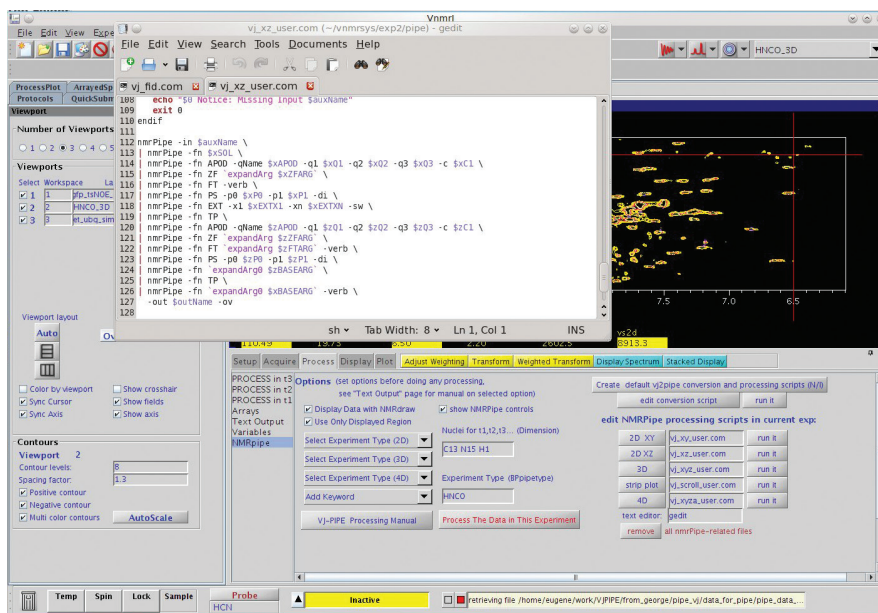 VnmrJ
File Edit View Expe
vj_xz_user.com (~/vnmrsys/exp2/pipe) - gedit
File Edit View Search Tools Documents Help
HNCO_3D
vj_fid.com vj_xz_user.com
108 echo "$0 Notice: Missing Input $auxName"
109 exit 0
110 endif
111
112 nmrPipe -in $auxName \
113 | nmrPipe -fn $xSOL \
114 | nmrPipe -fn APOD -qName $xAPOD -q1 $xQ1 -q2 $xQ2 -q3 $xQ3 -c $xC1 \
115 | nmrPipe -fn ZF `expandArg $xZFARG` \
116 | nmrPipe -fn FT -verb \
117 | nmrPipe -fn PS -p0 $xP0 -p1 $xP1 -di \
118 | nmrPipe -fn EXT -x1 $xEXTX1 -xn $xEXTXN -sw \
119 | nmrPipe -fn TP \
120 | nmrPipe -fn APOD -qName $zAPOD -q1 $zQ1 -q2 $zQ2 -q3 $zQ3 -c $zC1 \
121 | nmrPipe -fn ZF `expandArg $zZFARG` \
122 | nmrPipe -fn FT `expandArg $zFTARG` -verb \
123 | nmrPipe -fn PS -p0 $zP0 -p1 $zP1 -di \
124 | nmrPipe -fn `expandArg0 $zBASEARG` \
125 | nmrPipe -fn TP \
126 | nmrPipe -fn `expandArg0 $xBASEARG` -verb \
127 -out $outName -ov
128
sh Tab Width: 8 Ln 1, Col 1 INS
ProcessPlot ArrayedSp
Protocols QuickSubm
Viewport
Number of Viewports
1 2 3 4 5
Viewports
Select Workspace La
1 1 gfp_tsNOE_
2 2 HNCO_3D
3 3 et_ubq_sim
Viewport layout
Auto Ov
Color by viewport Show crosshair
Sync Cursor Show fields
Sync Axis Show axis
Contours
Viewport 2
Contour levels: 8
Spacing factor: 1.3
Positive contour
Negative contour
Multi color contours AutoScale
7.5 7.0 6.5
vs2d
110.49 19.73 6.50 2.20 2602.5 8913.3
Setup Acquire Process Display Plot Adjust Weighting Transform Weighted Transform Display Spectrum Stacked Display
PROCESS in t3
PROCESS in t2
PROCESS in t1
Arrays
Text Output
Variables
NMRpipe
Options (set options before doing any processing,
see "Text Output" page for manual on selected option)
Display Data with NMRdraw show NMRPipe controls
Use Only Displayed Region
Nuclei for t1,t2,t3... (Dimension)
Select Experiment Type (2D)
C13 N15 H1
Select Experiment Type (3D)
Select Experiment Type (4D) Experiment Type (BPpipetype)
Add Keyword HNCO
VJ-PIPE Processing Manual Process The Data in This Experiment
Create default vj2pipe conversion and processing scripts (N/I)
edit conversion script run it
edit NMRPipe processing scripts in current exp:
2D XY vj_xy_user.com run it
2D XZ vj_xz_user.com run it
3D vj_xyz_user.com run it
strip plot vj_scroll_user.com run it
4D vj_xyza_user.com run it
text editor: gedit
remove all nmrPipe-related files
Temp Spin Lock Sample Probe
HCN
Inactive
retrieving file /home/eugene/work/VJPIPE/from_george/pipe_vj/data_for_pipe/pipe_data_...